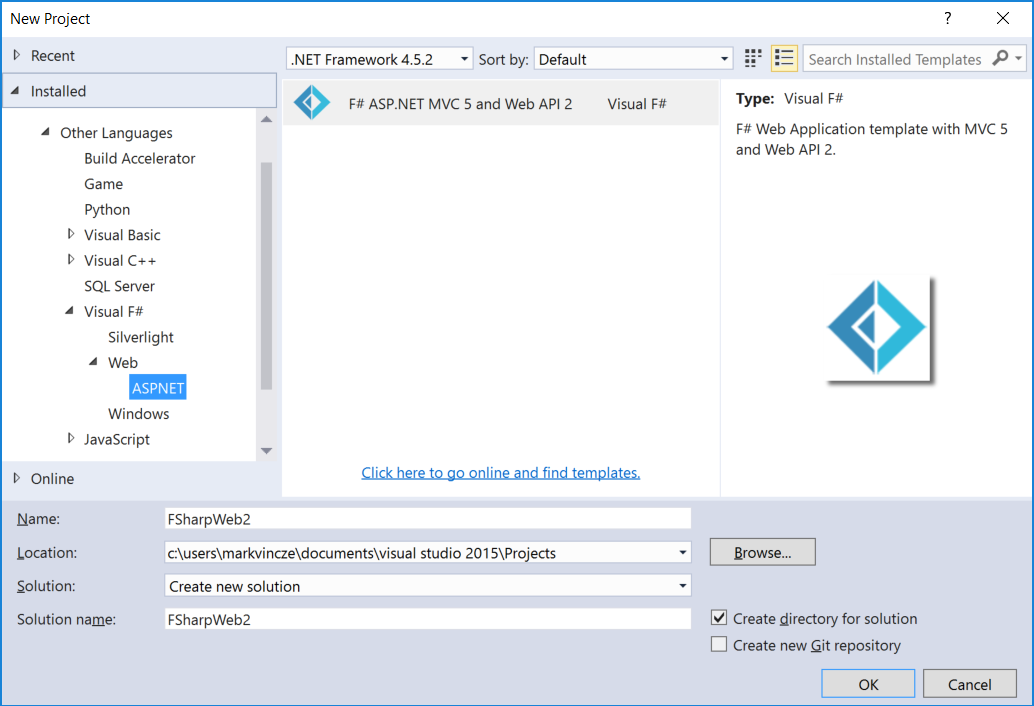 New Project
?
Recent
Installed
Other Languages
Build Accelerator
Game
Python
Visual Basic
Visual C++
SQL Server
Visual F#
Silverlight
Web
ASPNET
Windows
JavaScript
Online
.NET Framework 4.5.2 Sort by: Default
Search Installed Templates
F# ASP.NET MVC 5 and Web API 2 Visual F#
Click here to go online and find templates.
Type: Visual F#
F# Web Application template with MVC 5
and Web API 2.
Name: FSharpWeb2
Location: c:\users\markvincze\documents\visual studio 2015\Projects Browse...
Solution: Create new solution
Solution name: FSharpWeb2
Create directory for solution
Create new Git repository
OK Cancel